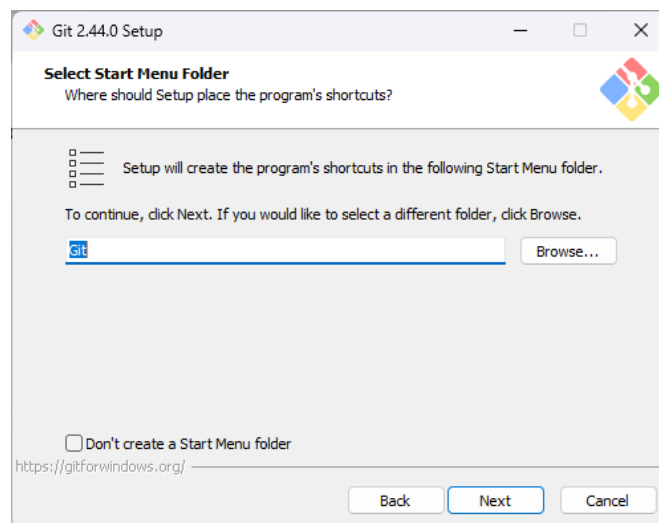 Git 2.44.0 Setup
Select Start Menu Folder
Where should Setup place the program's shortcuts?
Setup will create the program's shortcuts in the following Start Menu folder.
To continue, click Next. If you would like to select a different folder, click Browse.
Git
Browse...
Don't create a Start Menu folder
https://gitforwindows.org/
Back
Next
Cancel